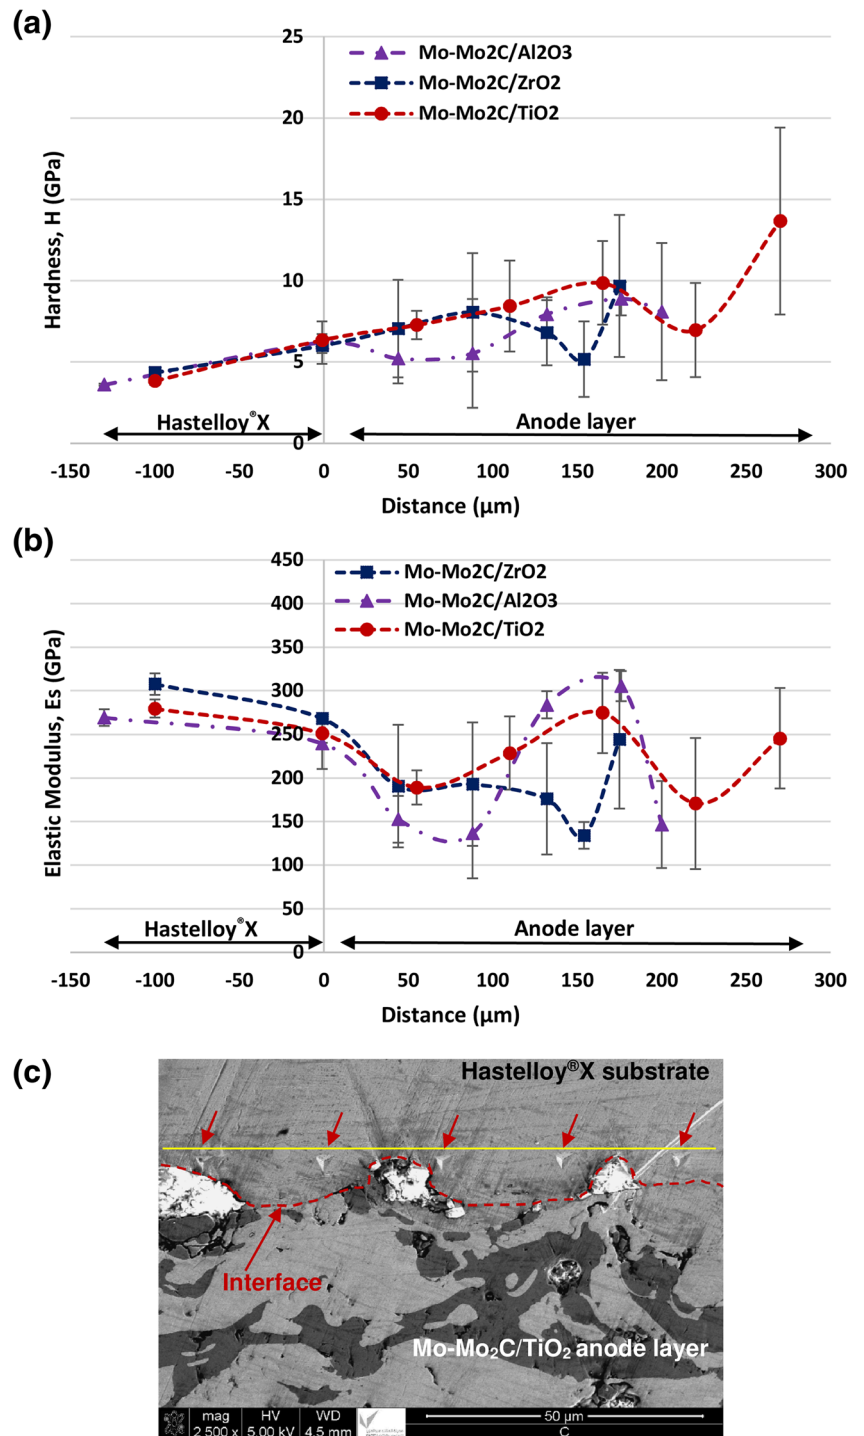 (a)
25
20
15
10
5
0
Mo-Mo2C/Al2O3
Mo-Mo2C/ZrO2
Mo-Mo2C/TiO2
Hardness, H (GPa)
Hastelloy®X
Anode layer
-150 -100 -50 0 50 100 150 200 250 300
Distance (µm)
(b)
450
400
350
300
250
200
150
100
50
0
Mo-Mo2C/ZrO2
Mo-Mo2C/Al2O3
Mo-Mo2C/TiO2
Elastic Modulus, Es (GPa)
Hastelloy®X
Anode layer
-150 -100 -50 0 50 100 150 200 250 300
Distance (µm)
(c)
Hastelloy®X substrate
Interface
Mo-Mo₂C/TiO₂ anode layer
mag HV WD
2 500 x 5.00 kV 4.5 mm
50 µm
C